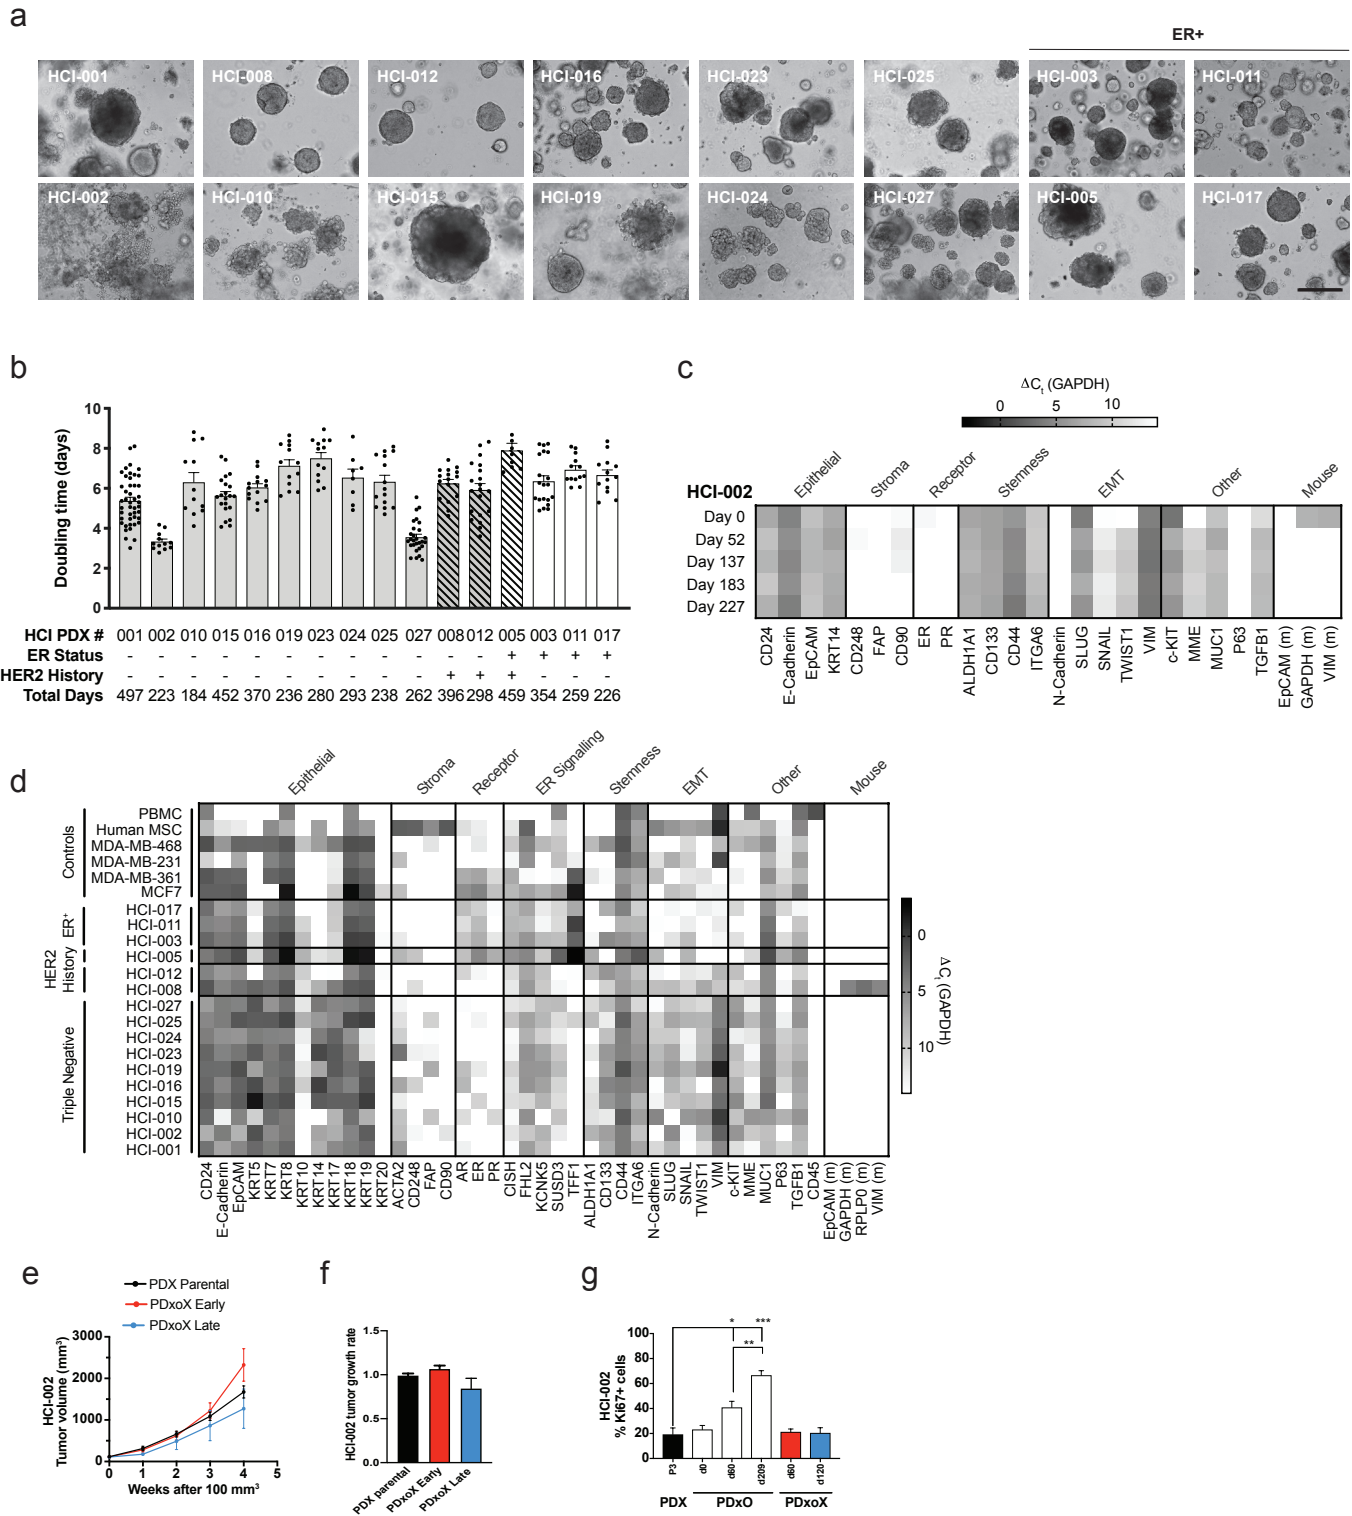 a
ER+
HCI-001 HCI-008 HCI-012 HCI-016 HCI-023 HCI-025 HCI-003 HCI-011
HCI-002 HCI-010 HCI-015 HCI-019 HCI-024 HCI-027 HCI-005 HCI-017
b
Doubling time (days)
10
8
6
4
2
0
HCI PDX # 001 002 010 015 016 019 023 024 025 027 008 012 005 003 011 017
ER Status - - - - - - - - - - - - + + + +
HER2 History - - - - - - - - - - + + + - - -
Total Days 497 223 184 452 370 236 280 293 238 262 396 298 459 354 259 226
c
ΔCt (GAPDH)
0 5 10
HCI-002
Epithelial Stroma Receptor Stemness EMT Other Mouse
Day 0
Day 52
Day 137
Day 183
Day 227
CD24 E-Cadherin EpCAM KRT14 CD248 FAP CD90 ER PR ALDH1A1 CD133 CD44 ITGA6 N-Cadherin SLUG SNAIL TWIST1 VIM c-KIT MME MUC1 P63 TGFB1 EpCAM (m) GAPDH (m) VIM (m)
d
Epithelial Stroma Receptor ER Signalling Stemness EMT Other Mouse
Controls
PBMC
Human MSC
MDA-MB-468
MDA-MB-231
MDA-MB-361
MCF7
ER+
HCI-017
HCI-011
HCI-003
HER2 History
HCI-005
HCI-012
HCI-008
Triple Negative
HCI-027
HCI-025
HCI-024
HCI-023
HCI-019
HCI-016
HCI-015
HCI-010
HCI-002
HCI-001
CD24 E-Cadherin EpCAM KRT5 KRT7 KRT8 KRT10 KRT14 KRT17 KRT18 KRT19 KRT20 ACTA2 CD248 FAP CD90 AR ER PR CISH FHL2 KCNK5 SUSD3 TFF1 ALDH1A1 CD133 CD44 ITGA6 N-Cadherin SLUG SNAIL TWIST1 VIM c-KIT MME MUC1 P63 TGFB1 CD45 EpCAM (m) GAPDH (m) RPLP0 (m) VIM (m)
0
5
10
ΔCt (GAPDH)
e
PDX Parental
PDxoX Early
PDxoX Late
HCI-002
Tumor volume (mm³)
3000
2000
1000
0
0 1 2 3 4 5
Weeks after 100 mm³
f
HCI-002 tumor growth rate
1.5
1.0
0.5
0.0
PDX parental PDxoX Early PDxoX Late
g
HCI-002
% Ki67+ cells
100
80
60
40
20
0
* ***
**
P3 d0 d60 d209 d60 d120
PDX PDxO PDxoX